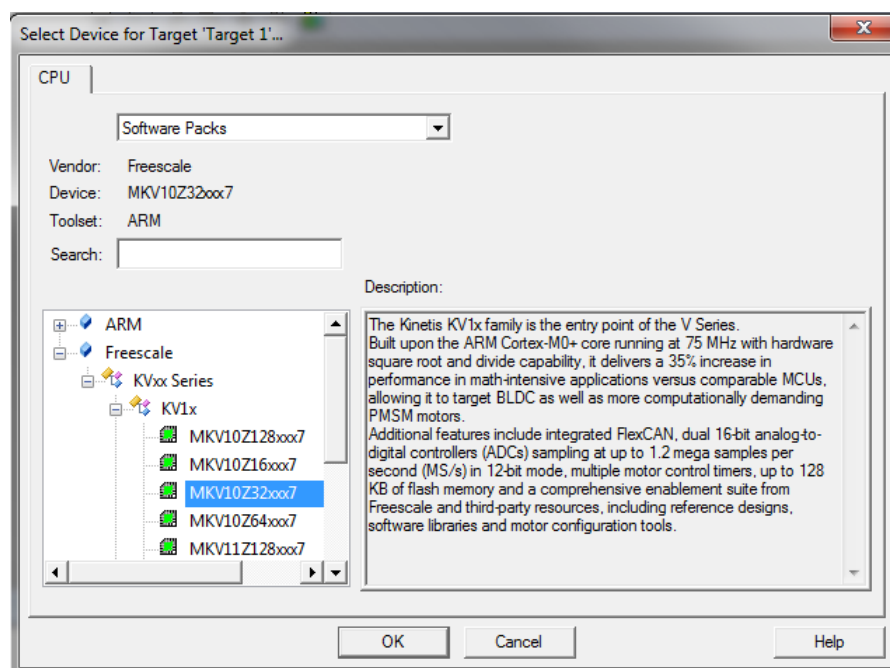 Select Device for Target 'Target 1'...
CPU
Software Packs
Vendor: Freescale
Device: MKV10Z32xxx7
Toolset: ARM
Search:
Description:
ARM
Freescale
KVxx Series
KV1x
MKV10Z128xxx7
MKV10Z16xxx7
MKV10Z32xxx7
MKV10Z64xxx7
MKV11Z128xxx7
The Kinetis KV1x family is the entry point of the V Series.
Built upon the ARM Cortex-M0+ core running at 75 MHz with hardware
square root and divide capability, it delivers a 35% increase in
performance in math-intensive applications versus comparable MCUs,
allowing it to target BLDC as well as more computationally demanding
PMSM motors.
Additional features include integrated FlexCAN, dual 16-bit analog-to-
digital controllers (ADCs) sampling at up to 1.2 mega samples per
second (MS/s) in 12-bit mode, multiple motor control timers, up to 128
KB of flash memory and a comprehensive enablement suite from
Freescale and third-party resources, including reference designs,
software libraries and motor configuration tools.
OK
Cancel
Help